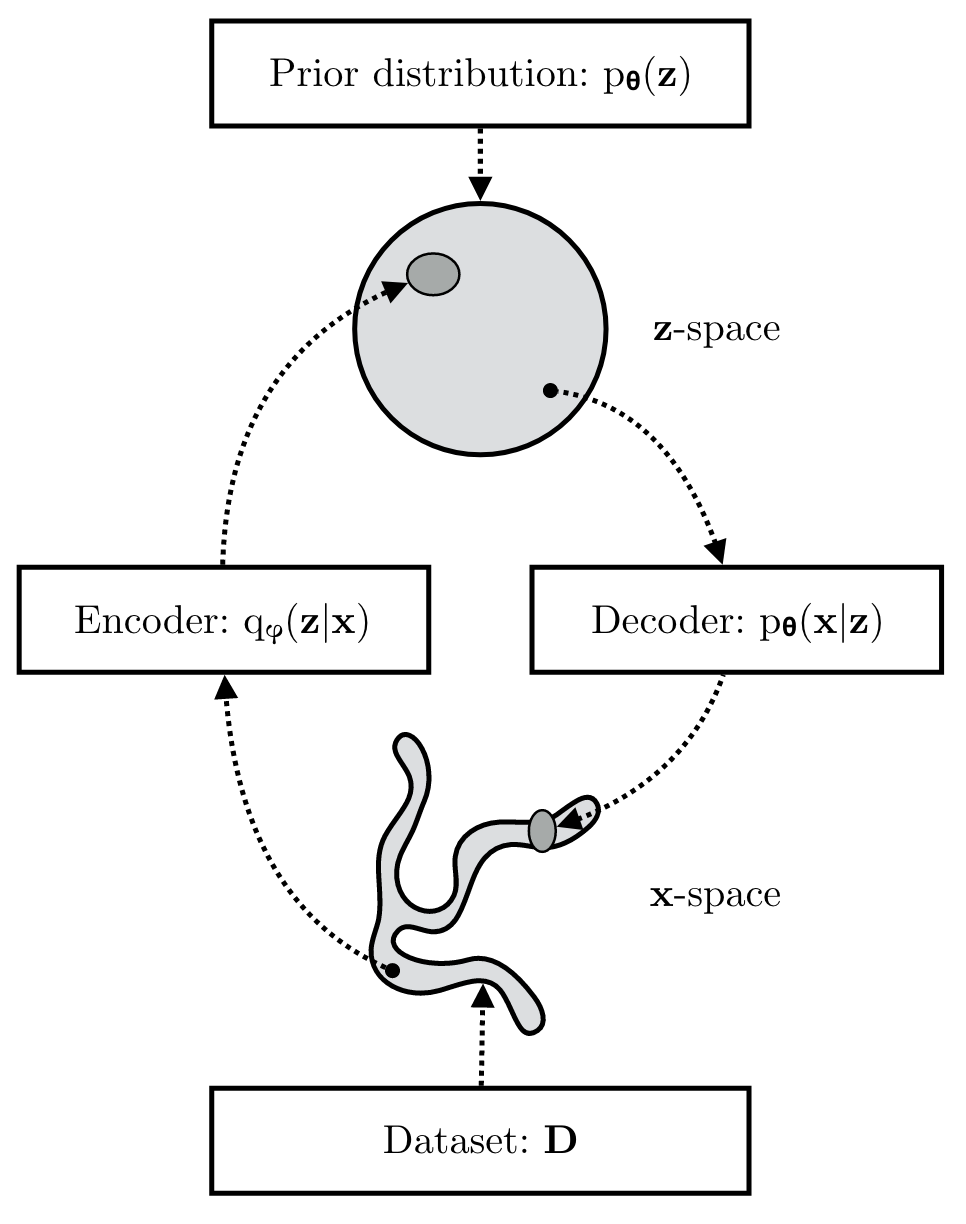 Prior distribution: p𝛉(𝐳)
𝐳-space
Encoder: qφ(𝐳|𝐱)
Decoder: p𝛉(𝐱|𝐳)
𝐱-space
Dataset: 𝐃